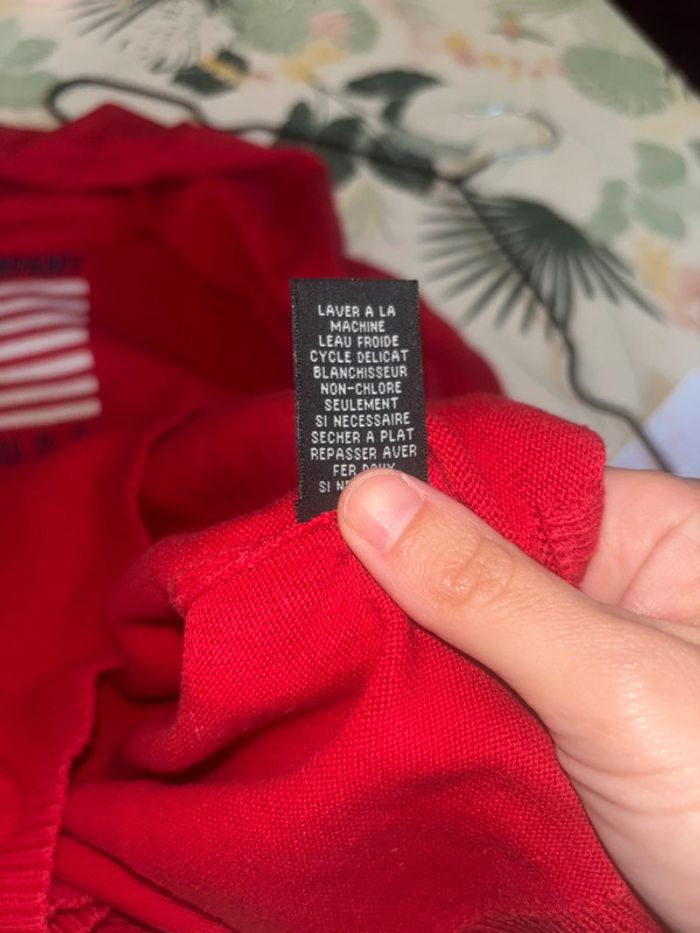 LAVER A LA
MACHINE
LEAU FROIDE
CYCLE DELICAT
BLANCHISSEUR
NON-CHLORE
SEULEMENT
SI NECESSAIRE
SECHER A PLAT
REPASSER AVER
FER DOUX
SI